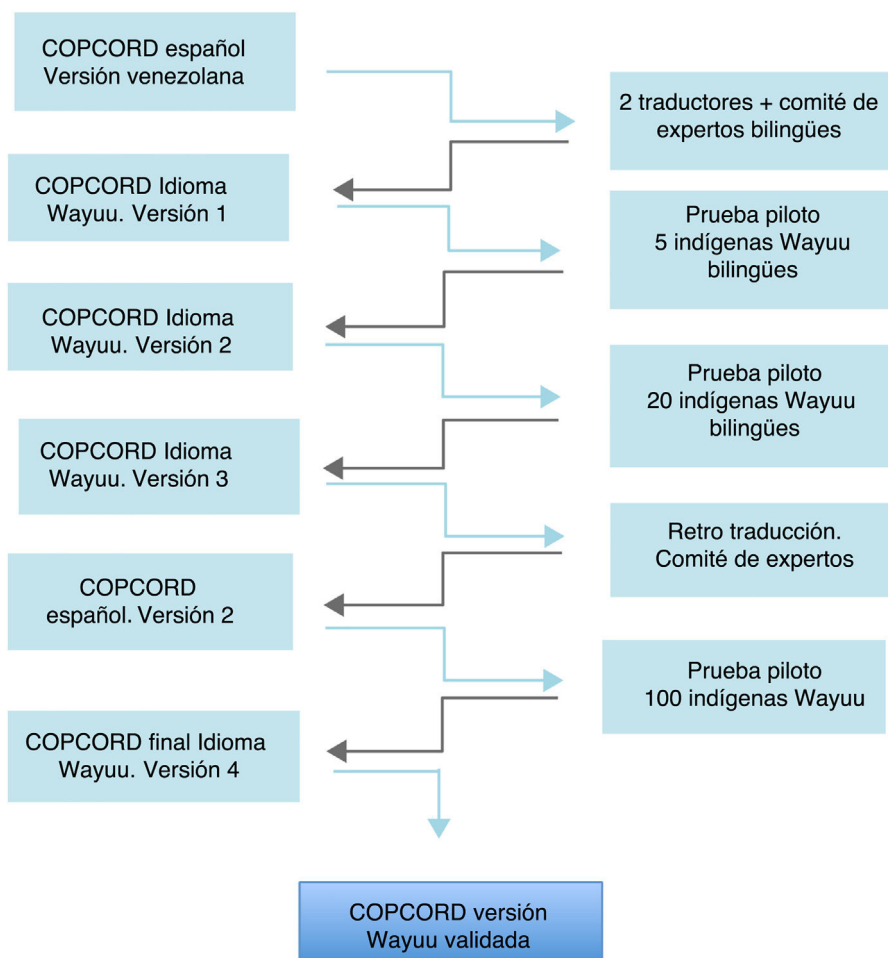 COPCORD español
Versión venezolana
2 traductores + comité de
expertos bilingües
COPCORD Idioma
Wayuu. Versión 1
Prueba piloto
5 indígenas Wayuu
bilingües
COPCORD Idioma
Wayuu. Versión 2
Prueba piloto
20 indígenas Wayuu
bilingües
COPCORD Idioma
Wayuu. Versión 3
Retro traducción.
Comité de expertos
COPCORD
español. Versión 2
Prueba piloto
100 indígenas Wayuu
COPCORD final Idioma
Wayuu. Versión 4
COPCORD versión
Wayuu validada